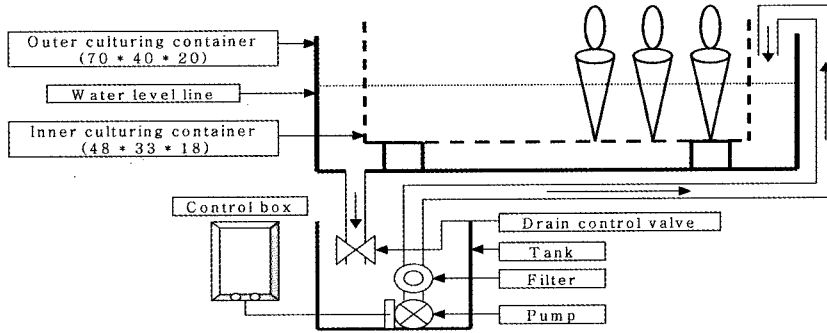 Outer culturing container
(70 * 40 * 20)
Water level line
Inner culturing container
(48 * 33 * 18)
Control box
Drain control valve
Tank
Filter
Pump